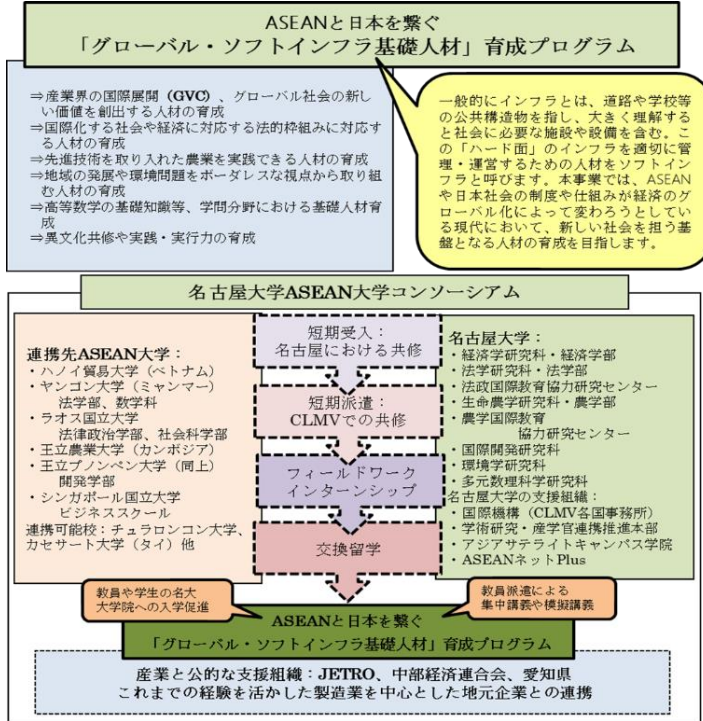 ASEANと日本を繋ぐ
「グローバル・ソフトインフラ基礎人材」育成プログラム
⇒産業界の国際展開（GVC）、グローバル社会の新し
い価値を創出する人材の育成
⇒国際化する社会や経済に対応する法的枠組みに対応す
る人材の育成
⇒先進技術を取り入れた農業を実践できる人材の育成
⇒地域の発展や環境問題をボーダレスな視点から取り組
む人材の育成
⇒高等数学の基礎知識等、学問分野における基礎人材育
成
⇒異文化共修や実践・実行力の育成
一般的にインフラとは、道路や学校等
の公共構造物を指し、大きく理解する
と社会に必要な施設や設備を含む。こ
の「ハード面」のインフラを適切に管
理・運営するための人材をソフトイン
フラと呼びます。本事業では、ASEAN
や日本社会の制度や仕組みが経済のグ
ローバル化によって変わろうとしてい
る現代において、新しい社会を担う基
盤となる人材の育成を目指します。
名古屋大学ASEAN大学コンソーシアム
連携先ASEAN大学：
・ハノイ貿易大学（ベトナム）
・ヤンゴン大学（ミャンマー）
法学部、数学科
・ラオス国立大学
法律政治学部、社会科学部
・王立農業大学（カンボジア）
・王立プノンペン大学（同上）
開発学部
・シンガポール国立大学
ビジネススクール
連携可能校：チュラロンコン大学、
カセサート大学（タイ）他
短期受入：
名古屋における共修
短期派遣：
CLMVでの共修
フィールドワーク
インターンシップ
交換留学
名古屋大学：
・経済学研究科・経済学部
・法学研究科・法学部
・法政国際教育協力研究センター
・生命農学研究科・農学部
・農学国際教育
協力研究センター
・国際開発研究科
・環境学研究科
・多元数理科学研究科
名古屋大学の支援組織：
・国際機構（CLMV各国事務所）
・学術研究・産学官連携推進本部
・アジアサテライトキャンパス学院
・ASEANネットPlus
教員や学生の名大
大学院への入学促進
教員派遣による
集中講義や模擬講義
ASEANと日本を繋ぐ
「グローバル・ソフトインフラ基礎人材」育成プログラム
産業と公的な支援組織：JETRO、中部経済連合会、愛知県
これまでの経験を活かした製造業を中心とした地元企業との連携